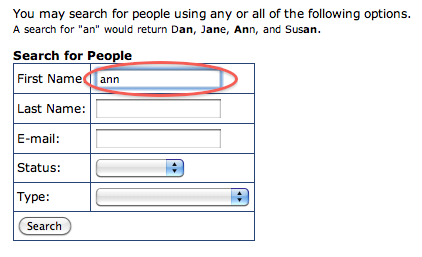 You may search for people using any or all of the following options.
A search for "an" would return Dan, Jane, Ann, and Susan.
Search for People
First Name: ann
Last Name:
E-mail:
Status:
Type:
Search